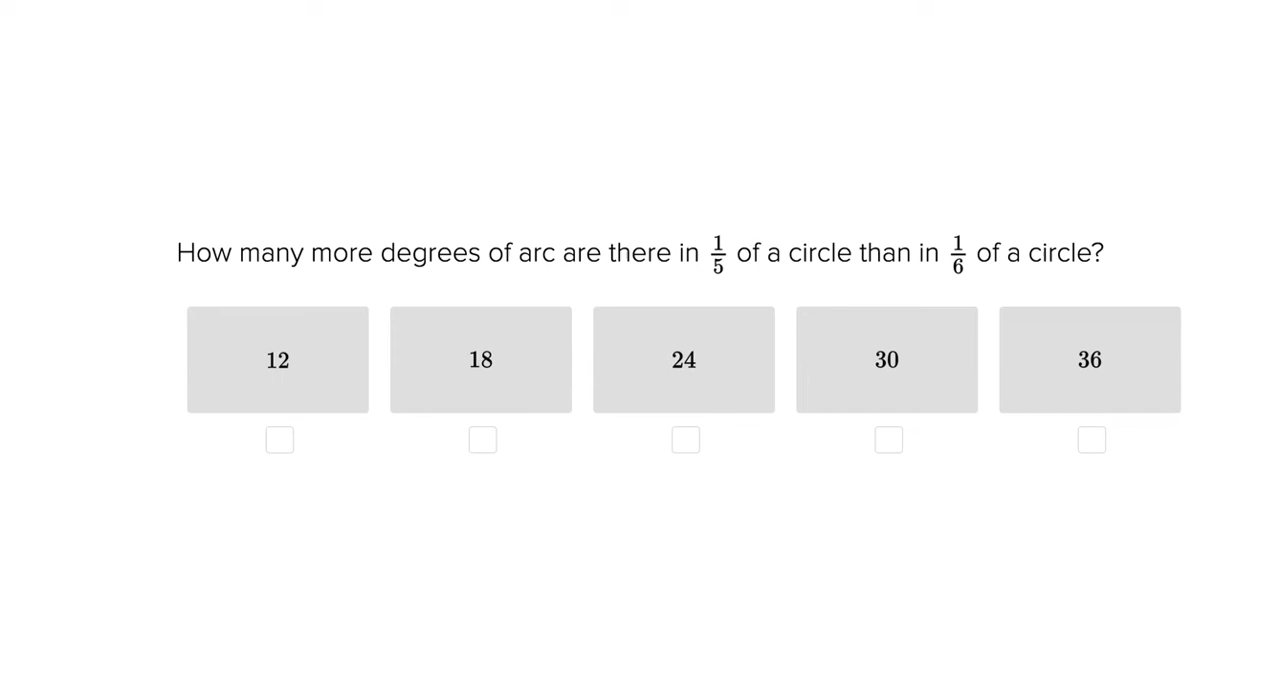 How many more degrees of arc are there in 1/5 of a circle than in 1/6 of a circle?
12 18 24 30 36